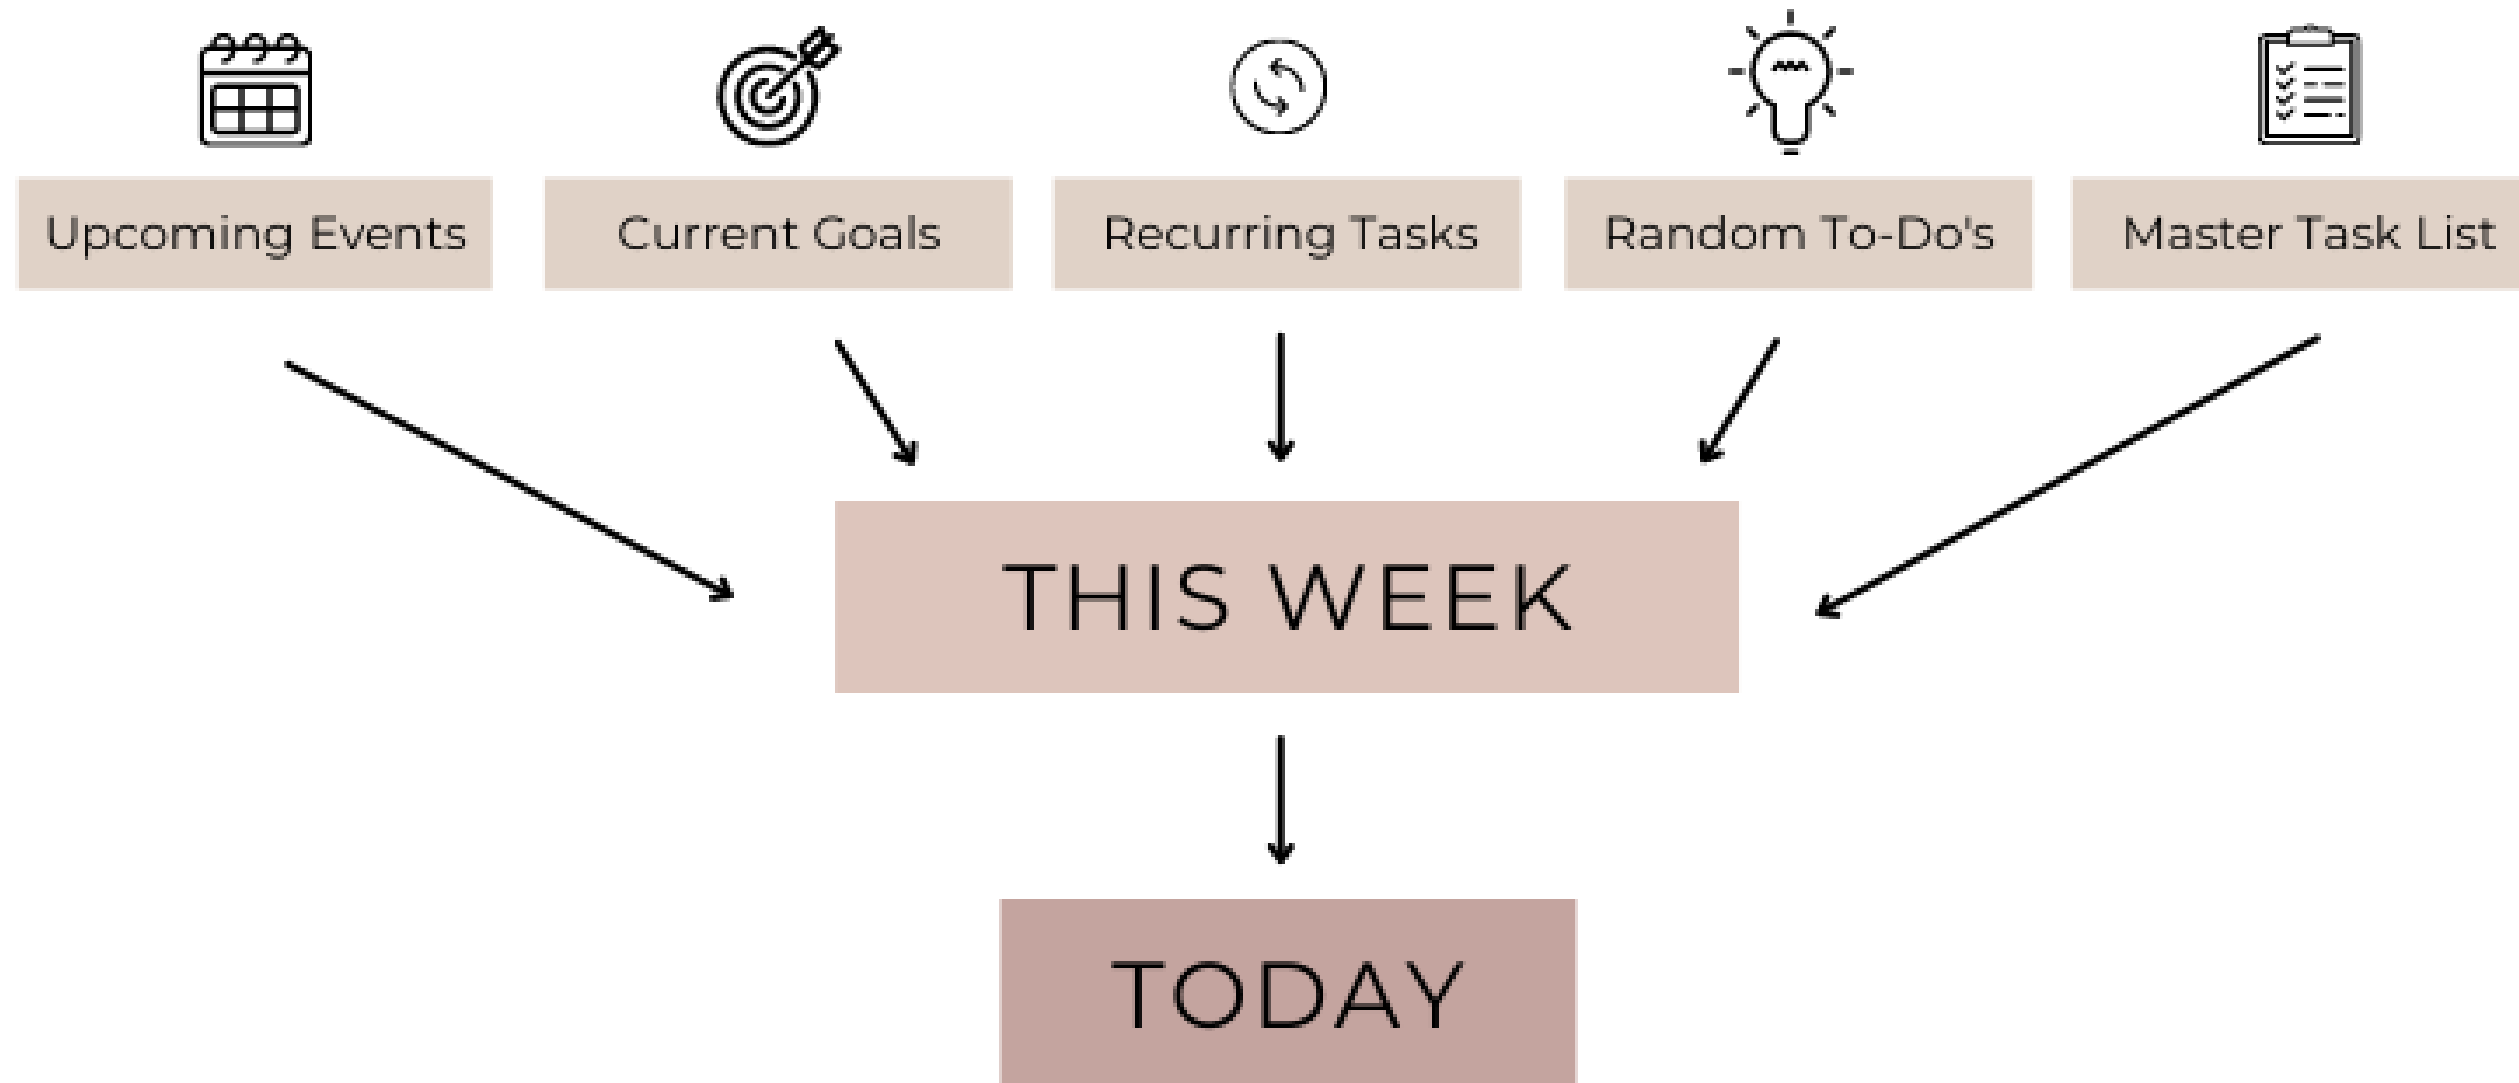 Upcoming Events
Current Goals
Recurring Tasks
Random To-Do's
Master Task List
THIS WEEK
TODAY